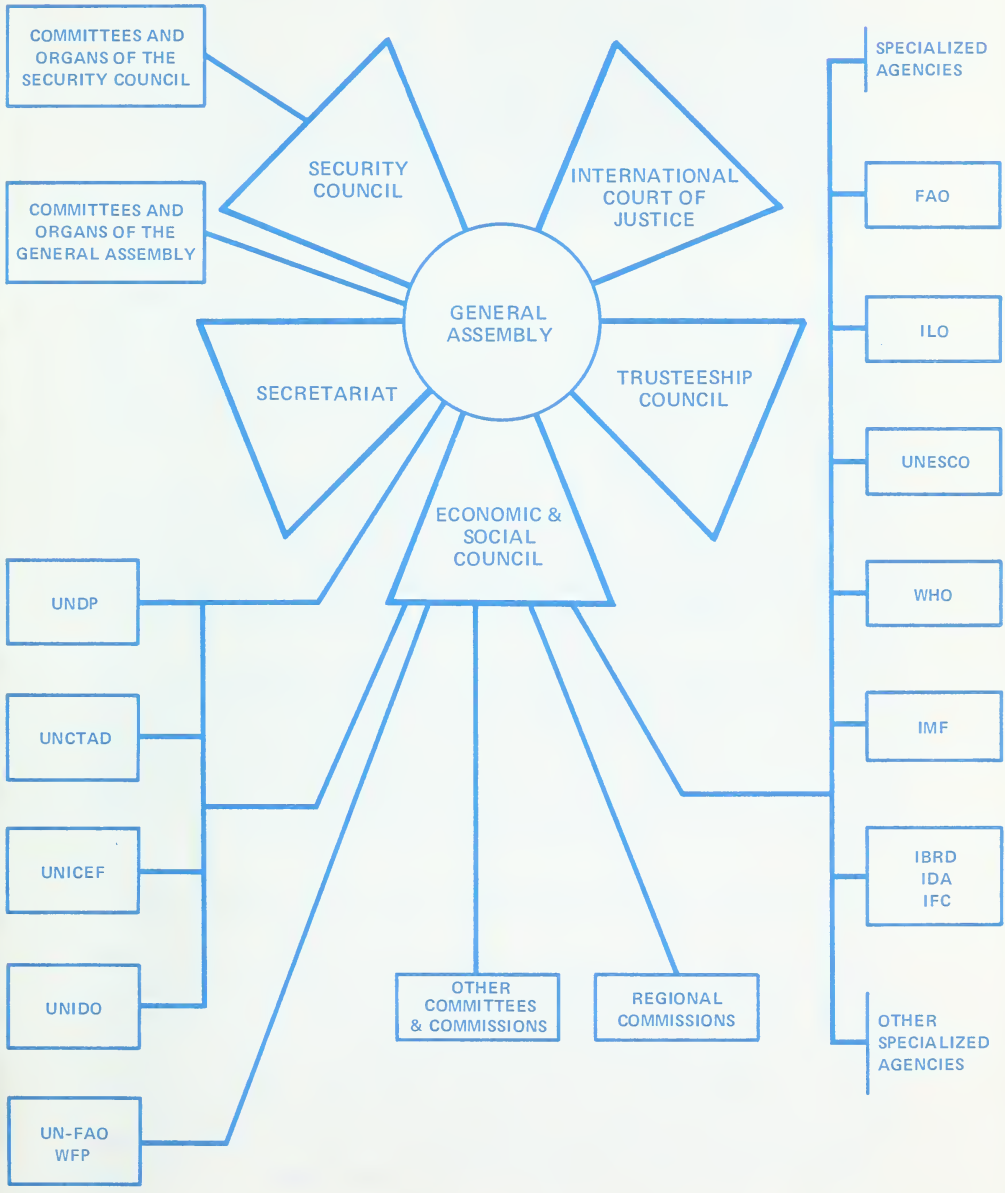 COMMITTEES AND
ORGANS OF THE
SECURITY COUNCIL
COMMITTEES AND
ORGANS OF THE
GENERAL ASSEMBLY
SECURITY
COUNCIL
INTERNATIONAL
COURT OF
JUSTICE
GENERAL
ASSEMBLY
SECRETARIAT
TRUSTEESHIP
COUNCIL
ECONOMIC &
SOCIAL
COUNCIL
UNDP
UNCTAD
UNICEF
UNIDO
UN-FAO
WFP
OTHER
COMMITTEES
& COMMISSIONS
REGIONAL
COMMISSIONS
SPECIALIZED
AGENCIES
FAO
ILO
UNESCO
WHO
IMF
IBRD
IDA
IFC
OTHER
SPECIALIZED
AGENCIES